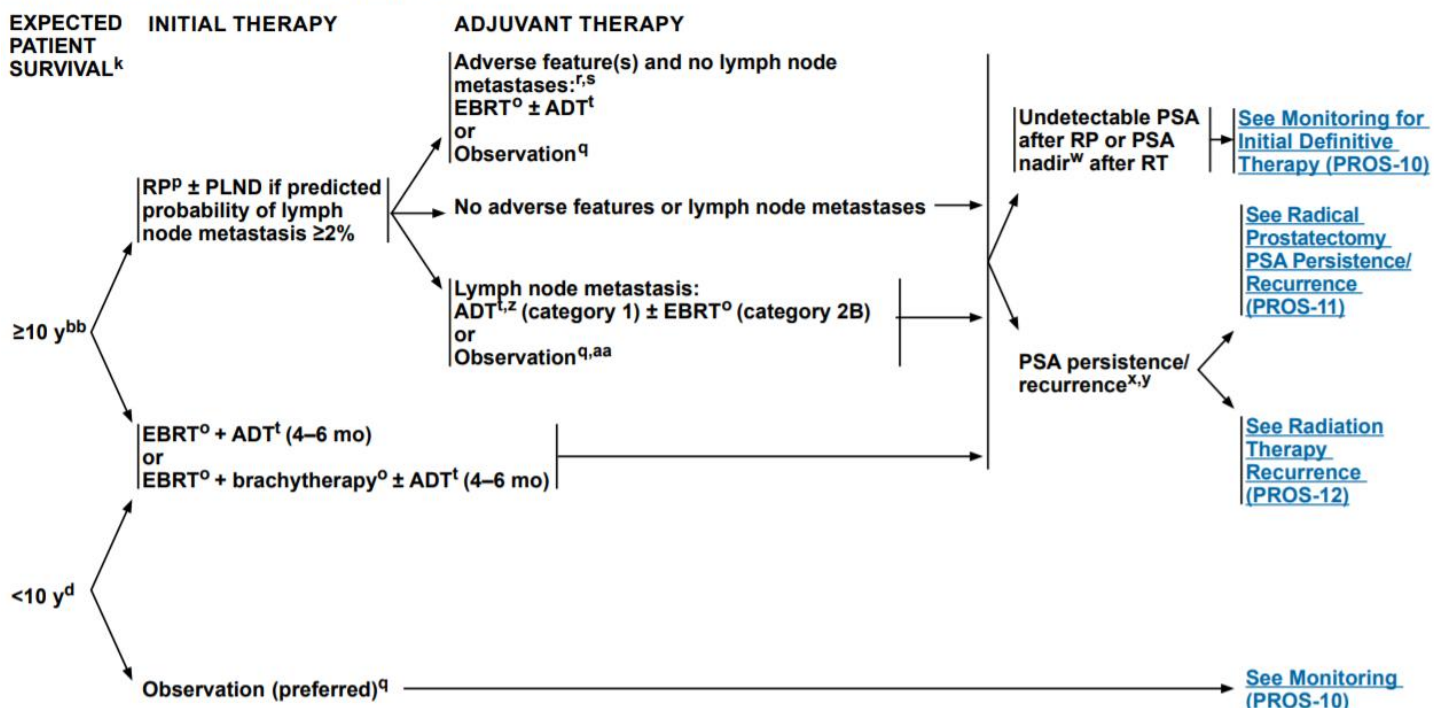 EXPECTED
PATIENT
SURVIVALk
INITIAL THERAPY
ADJUVANT THERAPY
Adverse feature(s) and no lymph node
metastases:r,s
EBRTo ± ADTt
or
Observationq
RPp ± PLND if predicted
probability of lymph
node metastasis ≥2%
No adverse features or lymph node metastases
Lymph node metastasis:
ADTt,z (category 1) ± EBRTo (category 2B)
or
Observationq,aa
≥10 ybb
EBRTo + ADTt (4–6 mo)
or
EBRTo + brachytherapyo ± ADTt (4–6 mo)
<10 yd
Observation (preferred)q
Undetectable PSA
after RP or PSA
nadirw after RT
See Monitoring for
Initial Definitive
Therapy (PROS-10)
PSA persistence/
recurrencex,y
See Radical
Prostatectomy
PSA Persistence/
Recurrence
(PROS-11)
See Radiation
Therapy
Recurrence
(PROS-12)
See Monitoring
(PROS-10)